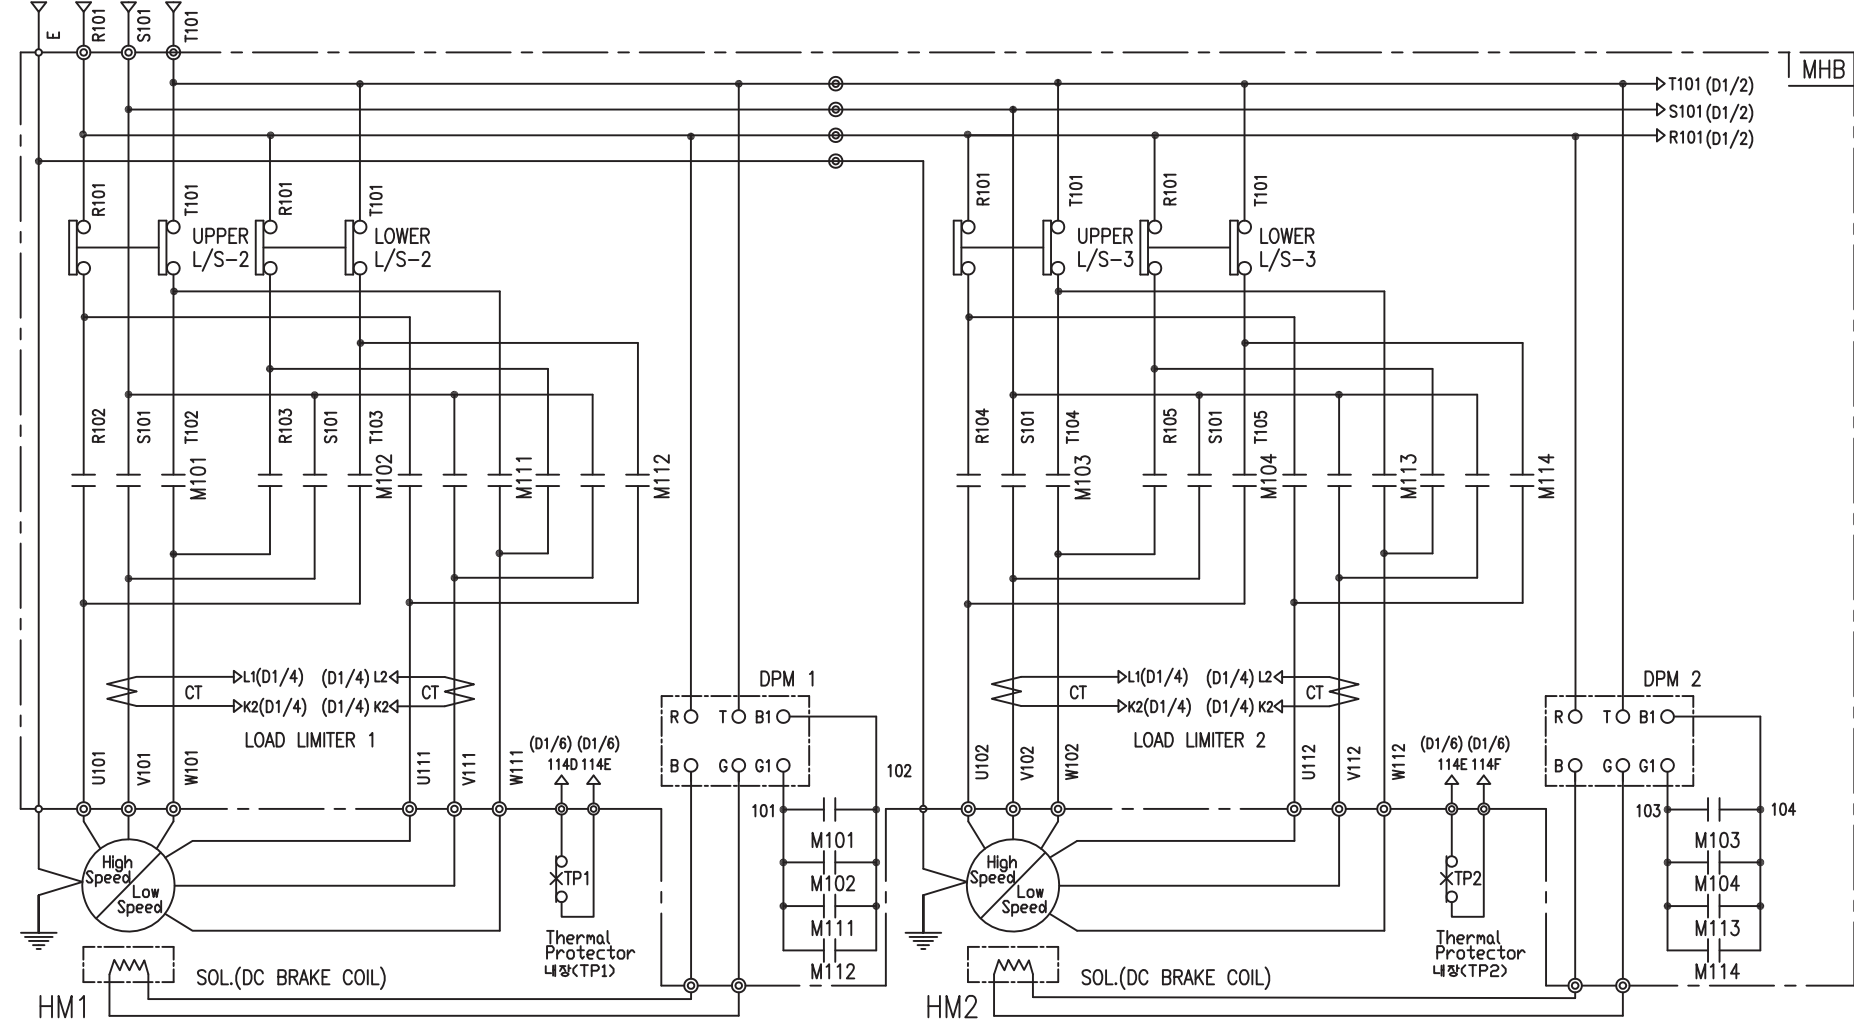 E R101 S101 T101
MHB
T101 (D1/2)
S101 (D1/2)
R101 (D1/2)
R101 T101 R101 T101 R101 T101 R101 T101
UPPER L/S-2
LOWER L/S-2
UPPER L/S-3
LOWER L/S-3
R102 S101 T102 R103 S101 T103 R104 S101 T104 R105 S101 T105
M101 M102 M111 M112 M103 M104 M113 M114
L1(D1/4) (D1/4) L2 L1(D1/4) (D1/4) L2
CT CT CT CT
K2(D1/4) (D1/4) K2 K2(D1/4) (D1/4) K2
LOAD LIMITER 1
LOAD LIMITER 2
DPM 1
DPM 2
R T B1 R T B1
B G G1 B G G1
U101 V101 W101 U111 V111 W111 U102 V102 W102 U112 V112 W112
(D1/6) (D1/6) (D1/6) (D1/6)
114D 114E 114E 114F
102
101
103
104
M101 M103
M102 M104
M111 M113
M112 M114
High Speed
Low Speed
High Speed
Low Speed
TP1
TP2
Thermal
Protector
내장(TP1)
Thermal
Protector
내장(TP2)
SOL.(DC BRAKE COIL)
SOL.(DC BRAKE COIL)
HM1
HM2